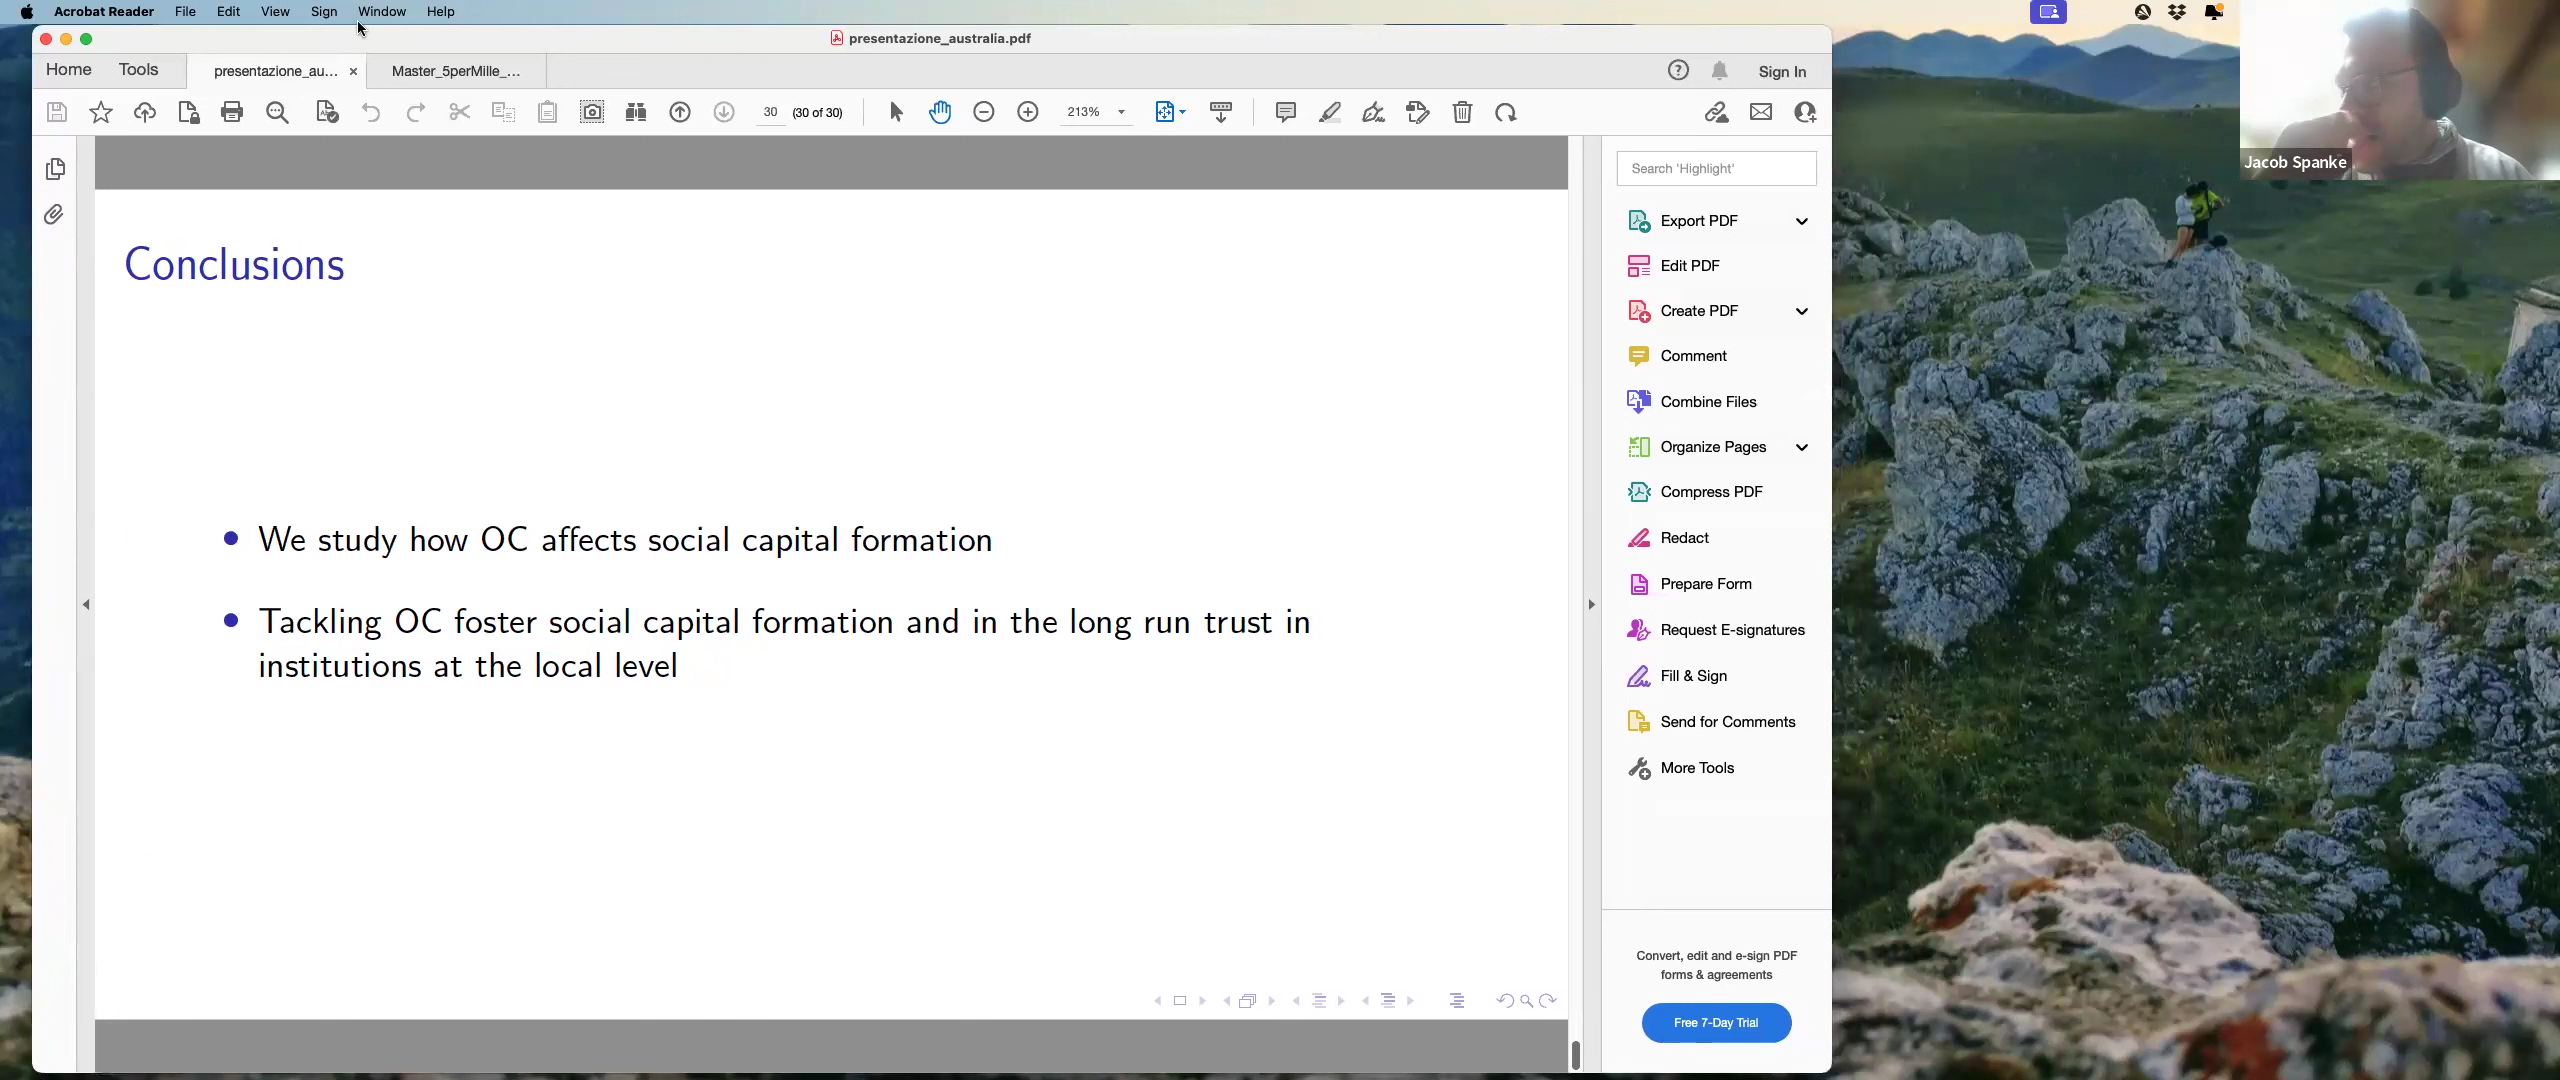 Acrobat Reader File Edit View Sign Window Help
presentazione_australia.pdf
Home Tools presentazione_au... Master_5perMille_... Sign In
30 (30 of 30) 213%
Jacob Spanke
Search 'Highlight'
Export PDF
Edit PDF
Create PDF
Comment
Combine Files
Organize Pages
Compress PDF
Redact
Prepare Form
Request E-signatures
Fill & Sign
Send for Comments
More Tools
Convert, edit and e-sign PDF
forms & agreements
Free 7-Day Trial
Conclusions
We study how OC affects social capital formation
Tackling OC foster social capital formation and in the long run trust in
institutions at the local level